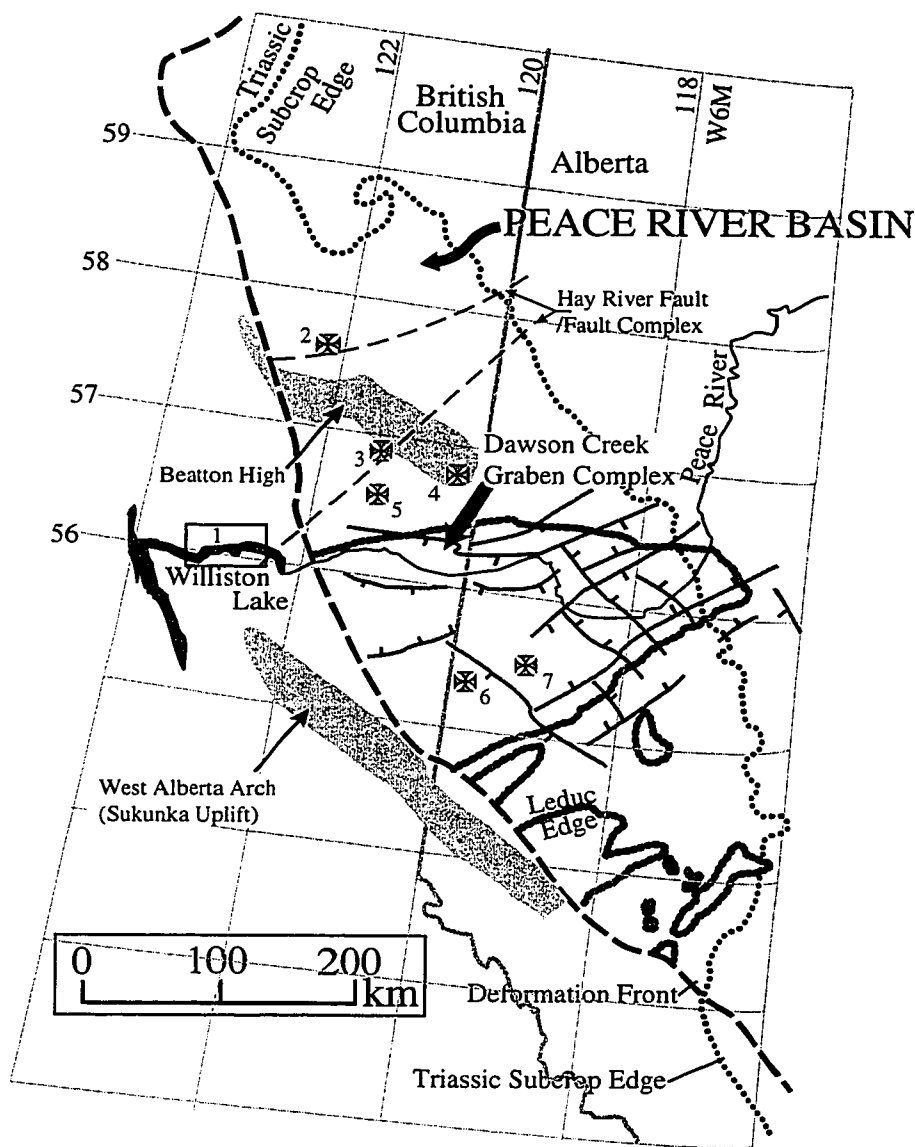 Triassic
Subcrop
Edge
122
120
118
W6M
British
Columbia
Alberta
59
PEACE RIVER BASIN
58
Hay River Fault
/Fault Complex
2
57
Peace River
Beatton High
3
Dawson Creek
Graben Complex
4
5
56
1
Williston
Lake
6
7
West Alberta Arch
(Sukunka Uplift)
Leduc
Edge
0 100 200
km
Deformation Front
Triassic Subcrop Edge